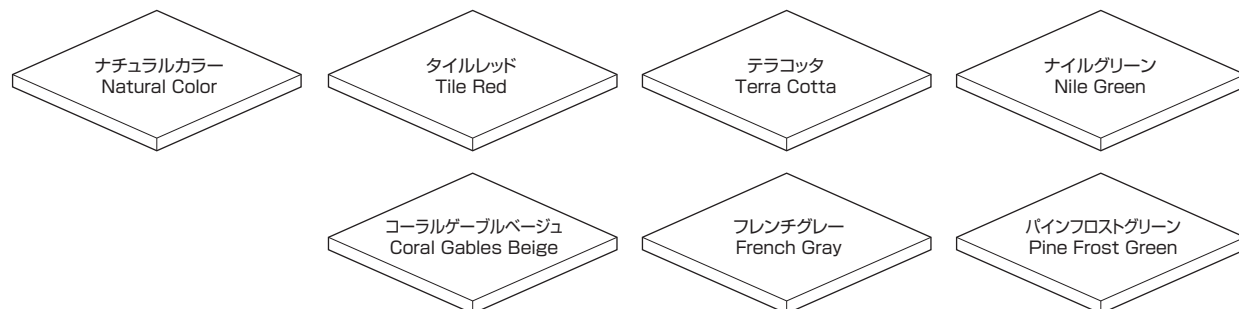 ナチュラルカラー
Natural Color
タイルレッド
Tile Red
テラコッタ
Terra Cotta
ナイルグリーン
Nile Green
コーラルゲーブルベージュ
Coral Gables Beige
フレンチグレー
French Gray
パインフロストグリーン
Pine Frost Green